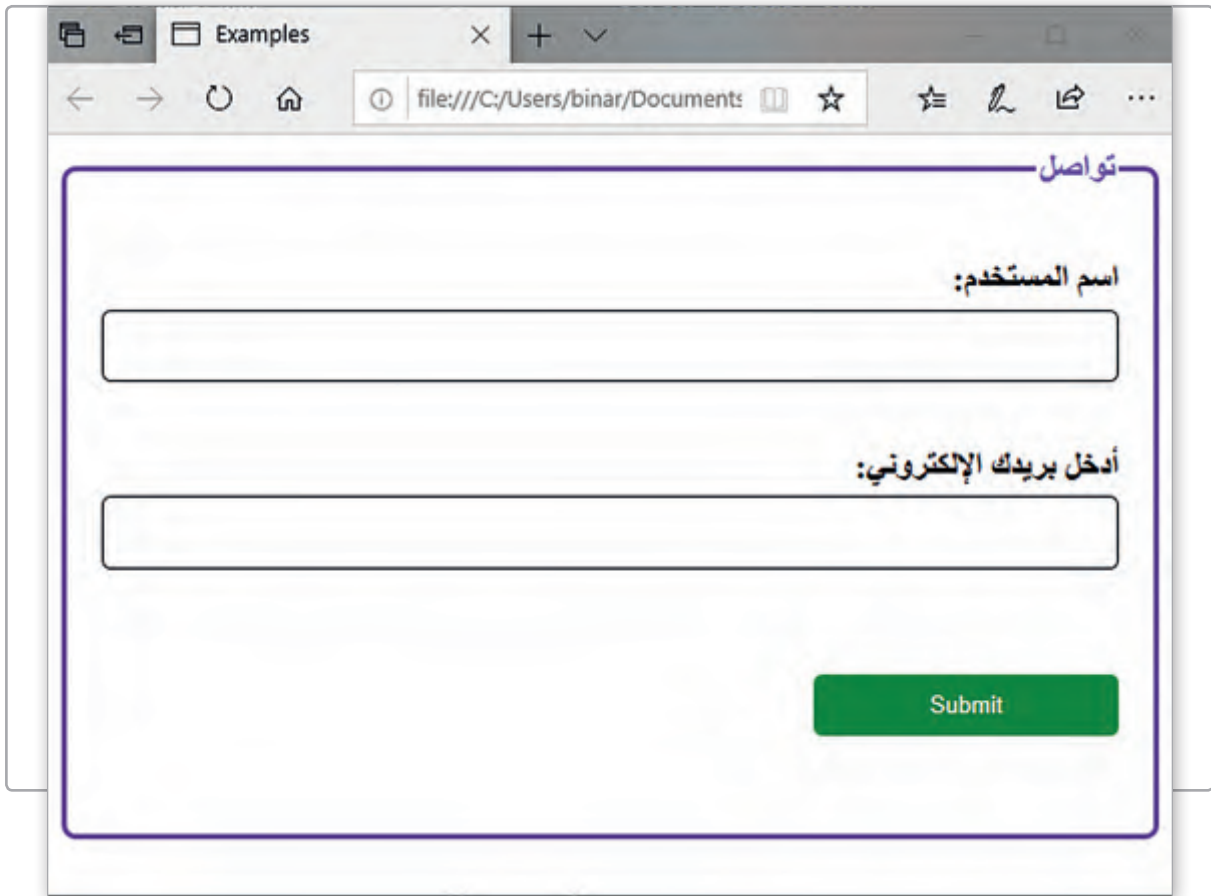 Examples
file:///C:/Users/binar/Documents
تواصل
اسم المستخدم:
أدخل بريدك الإلكتروني:
Submit